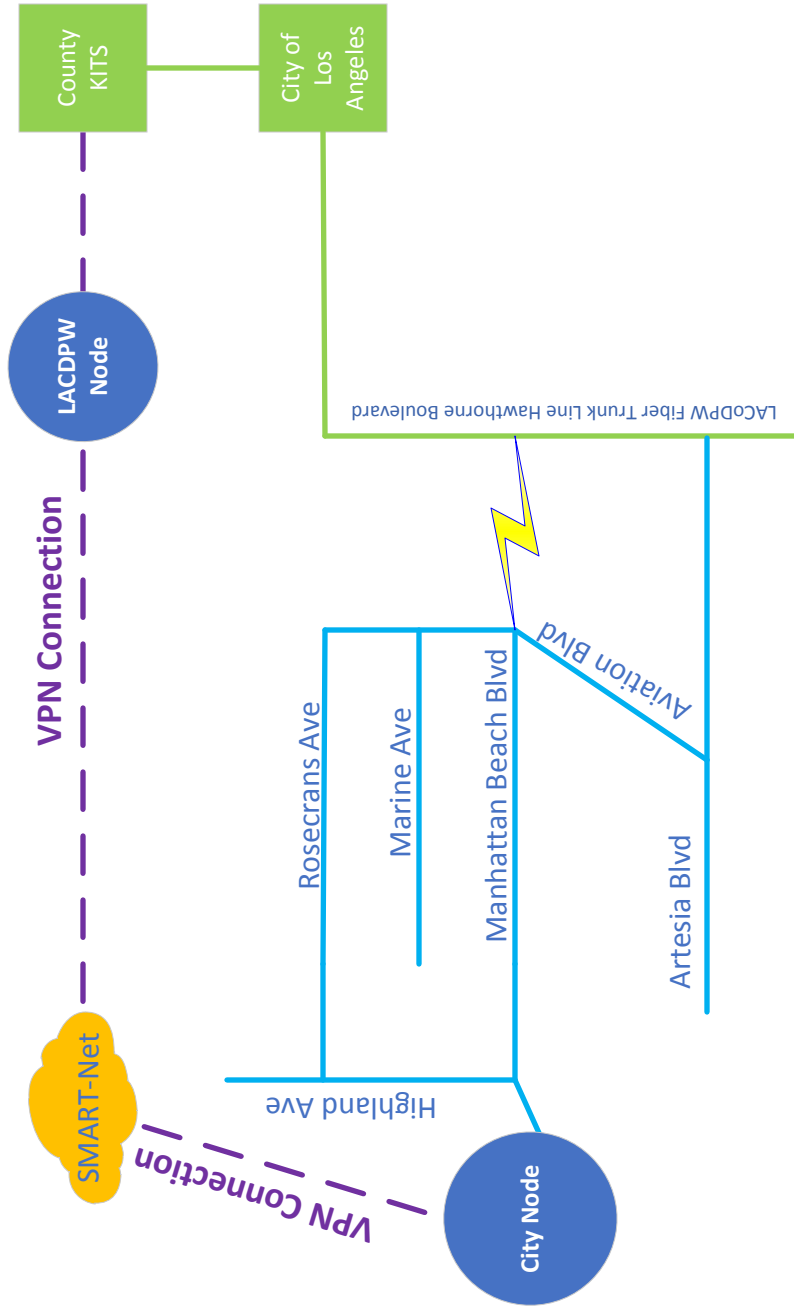 SMART-Net
VPN Connection
LACDPW
Node
County
KITS
City of
Los
Angeles
VPN Connection
Highland Ave
Rosecrans Ave
Marine Ave
Manhattan Beach Blvd
Aviation Blvd
Artesia Blvd
LACoDPW Fiber Trunk Line Hawthorne Boulevard
City Node